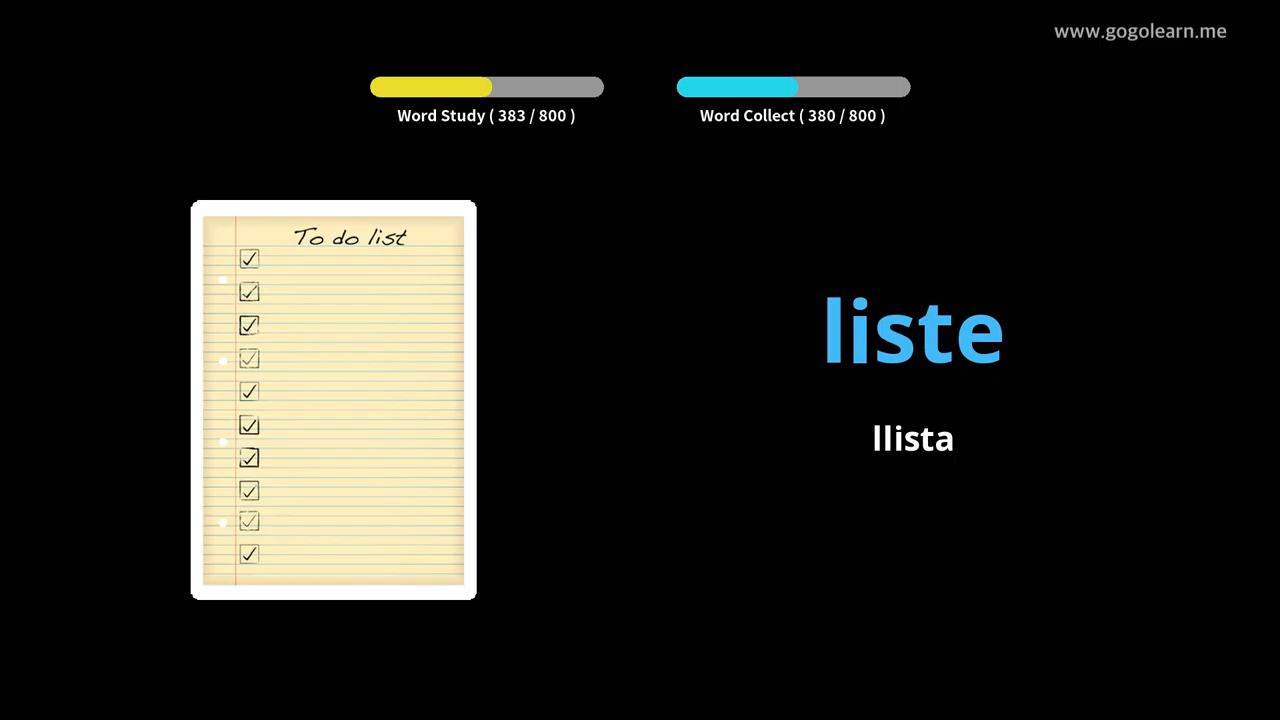 www.gogolearn.me
Word Study ( 383 / 800 )
Word Collect ( 380 / 800 )
To do list
liste
llista